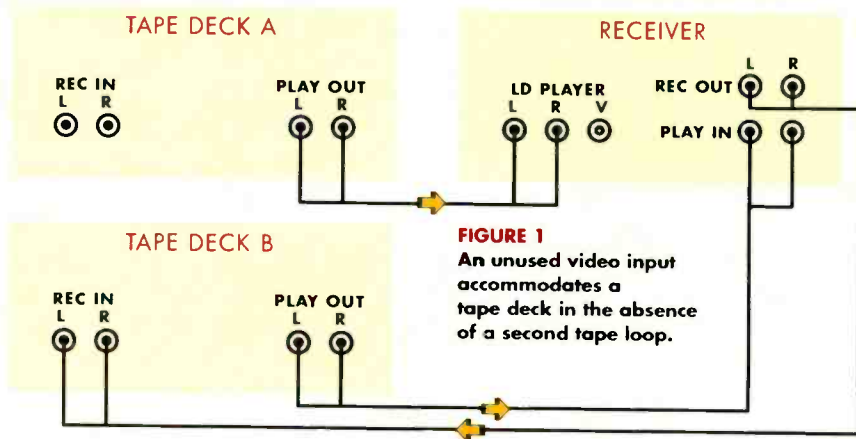 TAPE DECK A
REC IN
L R
PLAY OUT
L R
RECEIVER
LD PLAYER
L R V
L R
REC OUT
PLAY IN
TAPE DECK B
REC IN
L R
PLAY OUT
L R
FIGURE 1
An unused video input
accommodates a
tape deck in the absence
of a second tape loop.